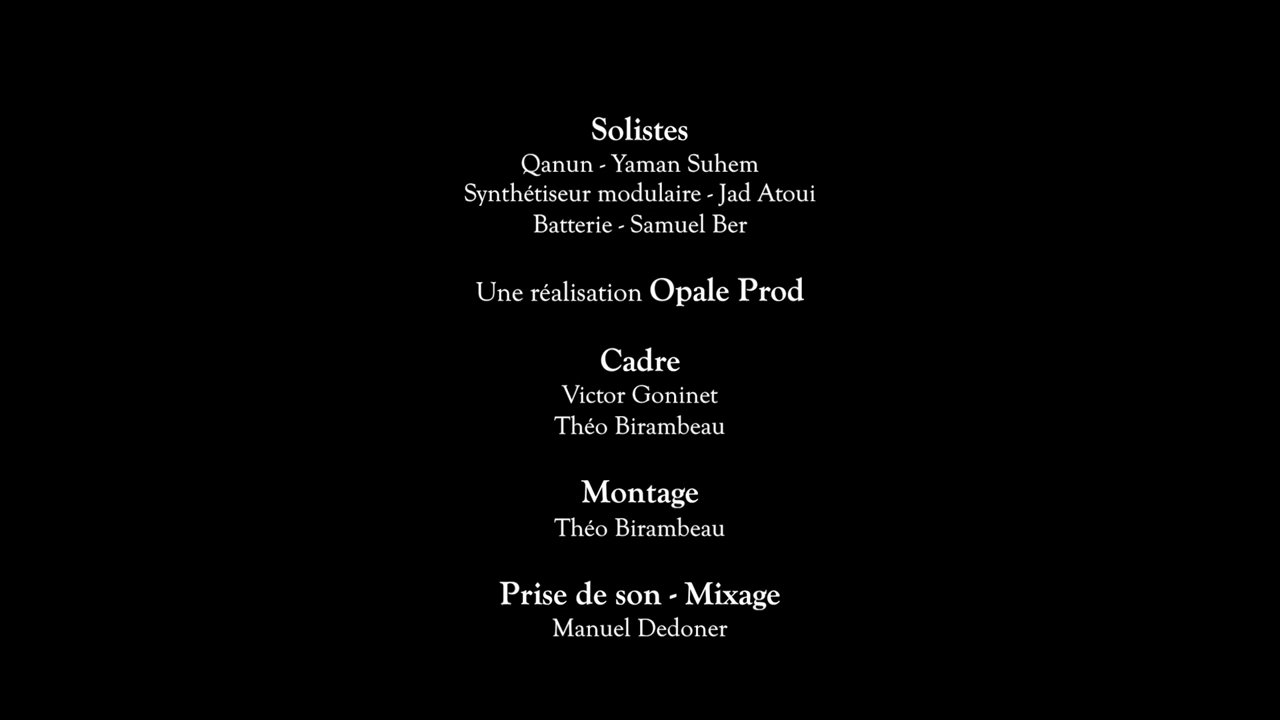 Solistes
Qanun - Yaman Suhem
Synthétiseur modulaire - Jad Atoui
Batterie - Samuel Ber
Une réalisation Opale Prod
Cadre
Victor Goninet
Théo Birambeau
Montage
Théo Birambeau
Prise de son - Mixage
Manuel Dedoner